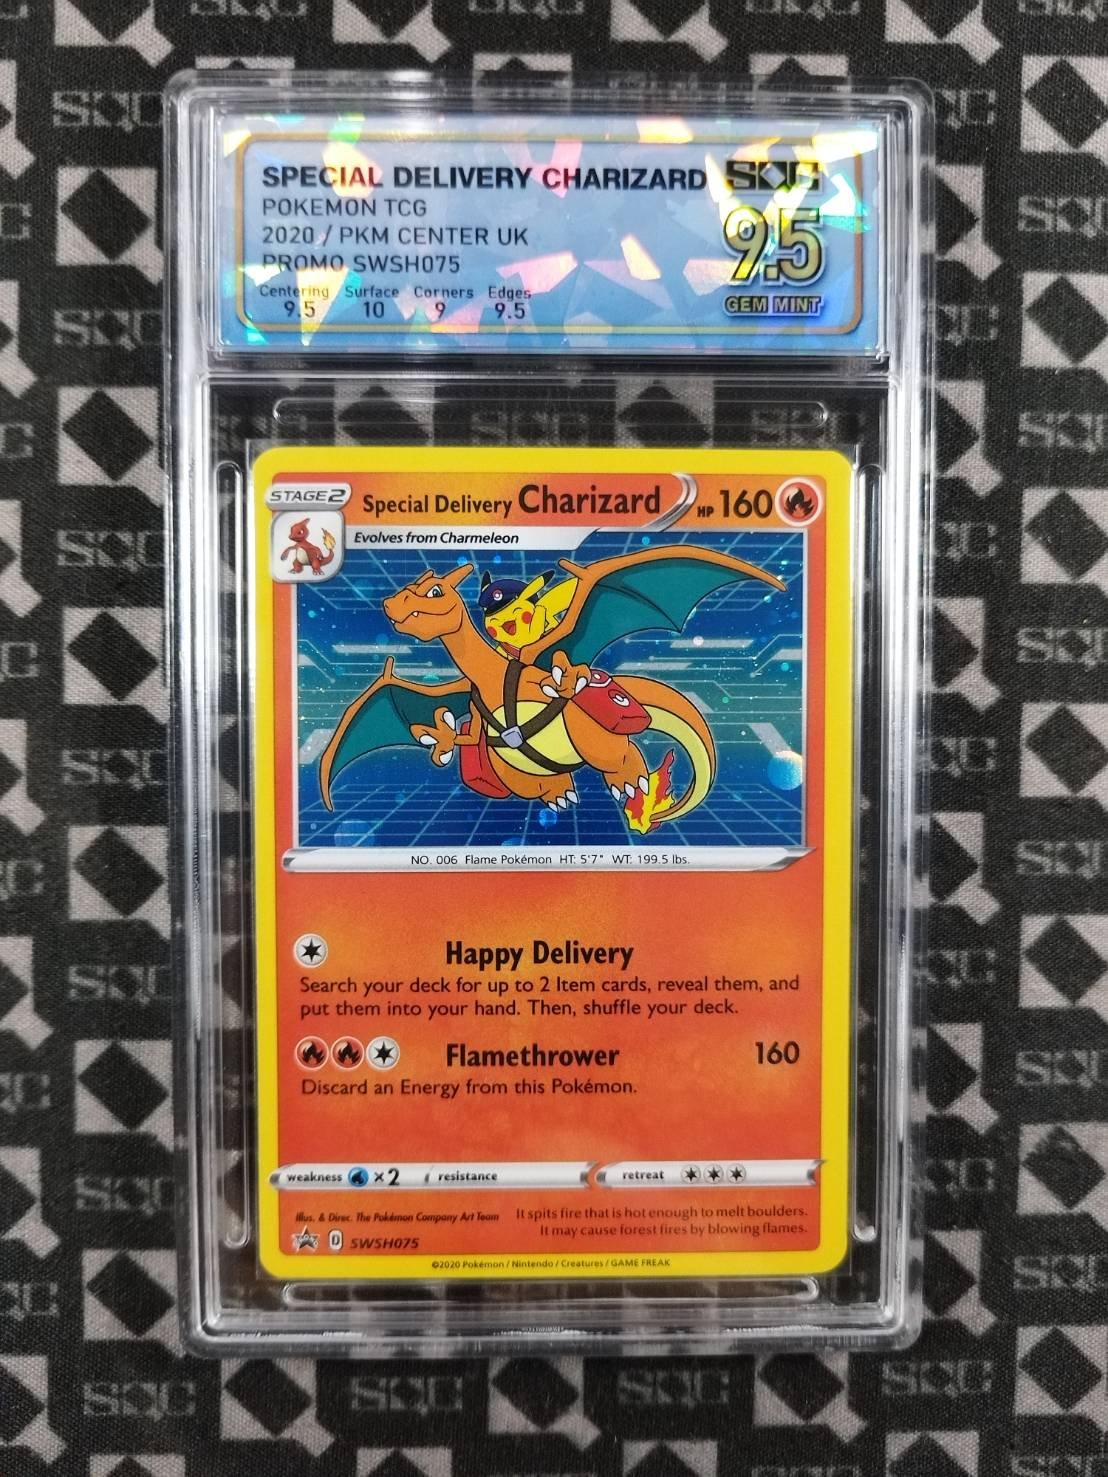 SPECIAL DELIVERY CHARIZARD SQC
POKEMON TCG
2020 / PKM CENTER UK
PROMO SWSH075
9.5
Centering Surface Corners Edges
9.5 10 9 9.5
GEM MINT
STAGE 2
Special Delivery Charizard HP 160
Evolves from Charmeleon
NO. 006 Flame Pokémon HT: 5'7" WT: 199.5 lbs.
Happy Delivery
Search your deck for up to 2 Item cards, reveal them, and
put them into your hand. Then, shuffle your deck.
Flamethrower 160
Discard an Energy from this Pokémon.
weakness ×2 resistance retreat
Illus. & Direc. The Pokémon Company Art Team
It spits fire that is hot enough to melt boulders.
It may cause forest fires by blowing flames.
D SWSH075
©2020 Pokémon / Nintendo / Creatures / GAME FREAK